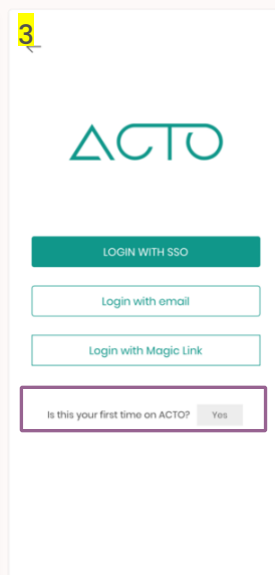 3
ACTO
LOGIN WITH SSO
Login with email
Login with Magic Link
Is this your first time on ACTO? Yes